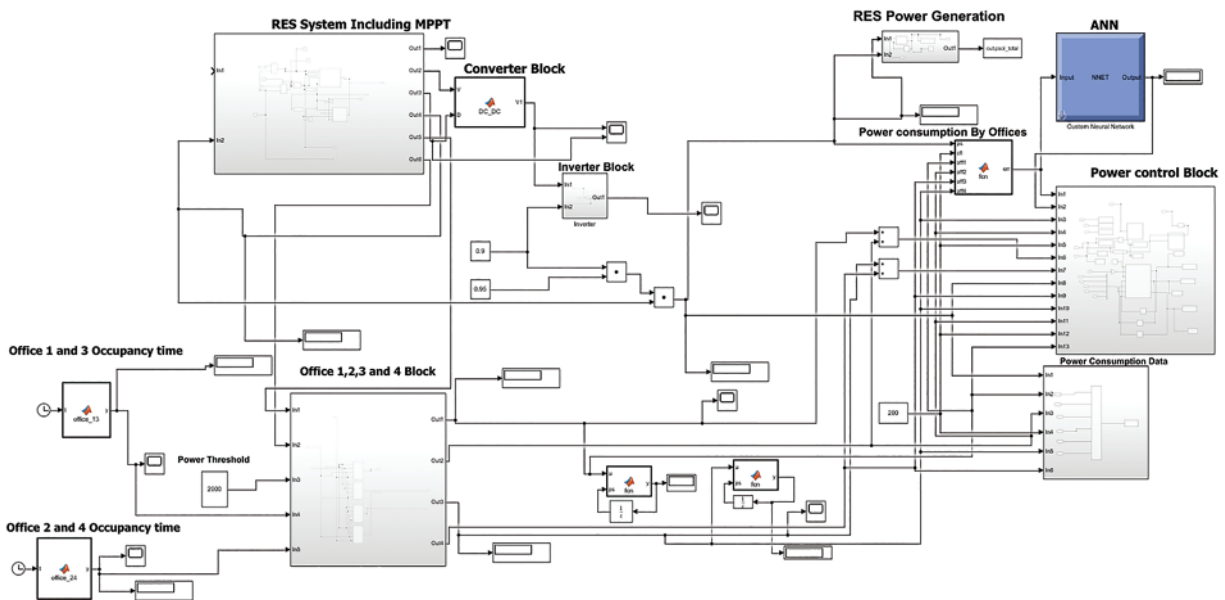 RES System Including MPPT
In1
In2
Out1
Out2
Out3
Out4
Out5
Out6
Converter Block
V
D
DC_DC
V1
Inverter Block
In1
In2
Out1
Inverter
0.9
0.95
RES Power Generation
In1
In2
Out1
ANN
Input
NNET
Output
Custom Neural Network
Power consumption By Offices
fcn
Power control Block
In1
In2
In3
In4
In5
In6
In7
In8
In9
In10
In11
In12
In13
Power Consumption Data
In1
In2
In3
In4
In5
In6
200
Office 1 and 3 Occupancy time
t
office_13
y
Office 1,2,3 and 4 Block
In1
In2
In3
In4
In5
Out1
Out2
Out3
Out4
Power Threshold
2000
Office 2 and 4 Occupancy time
t
office_24
y
u
fcn
y
u
fcn
y